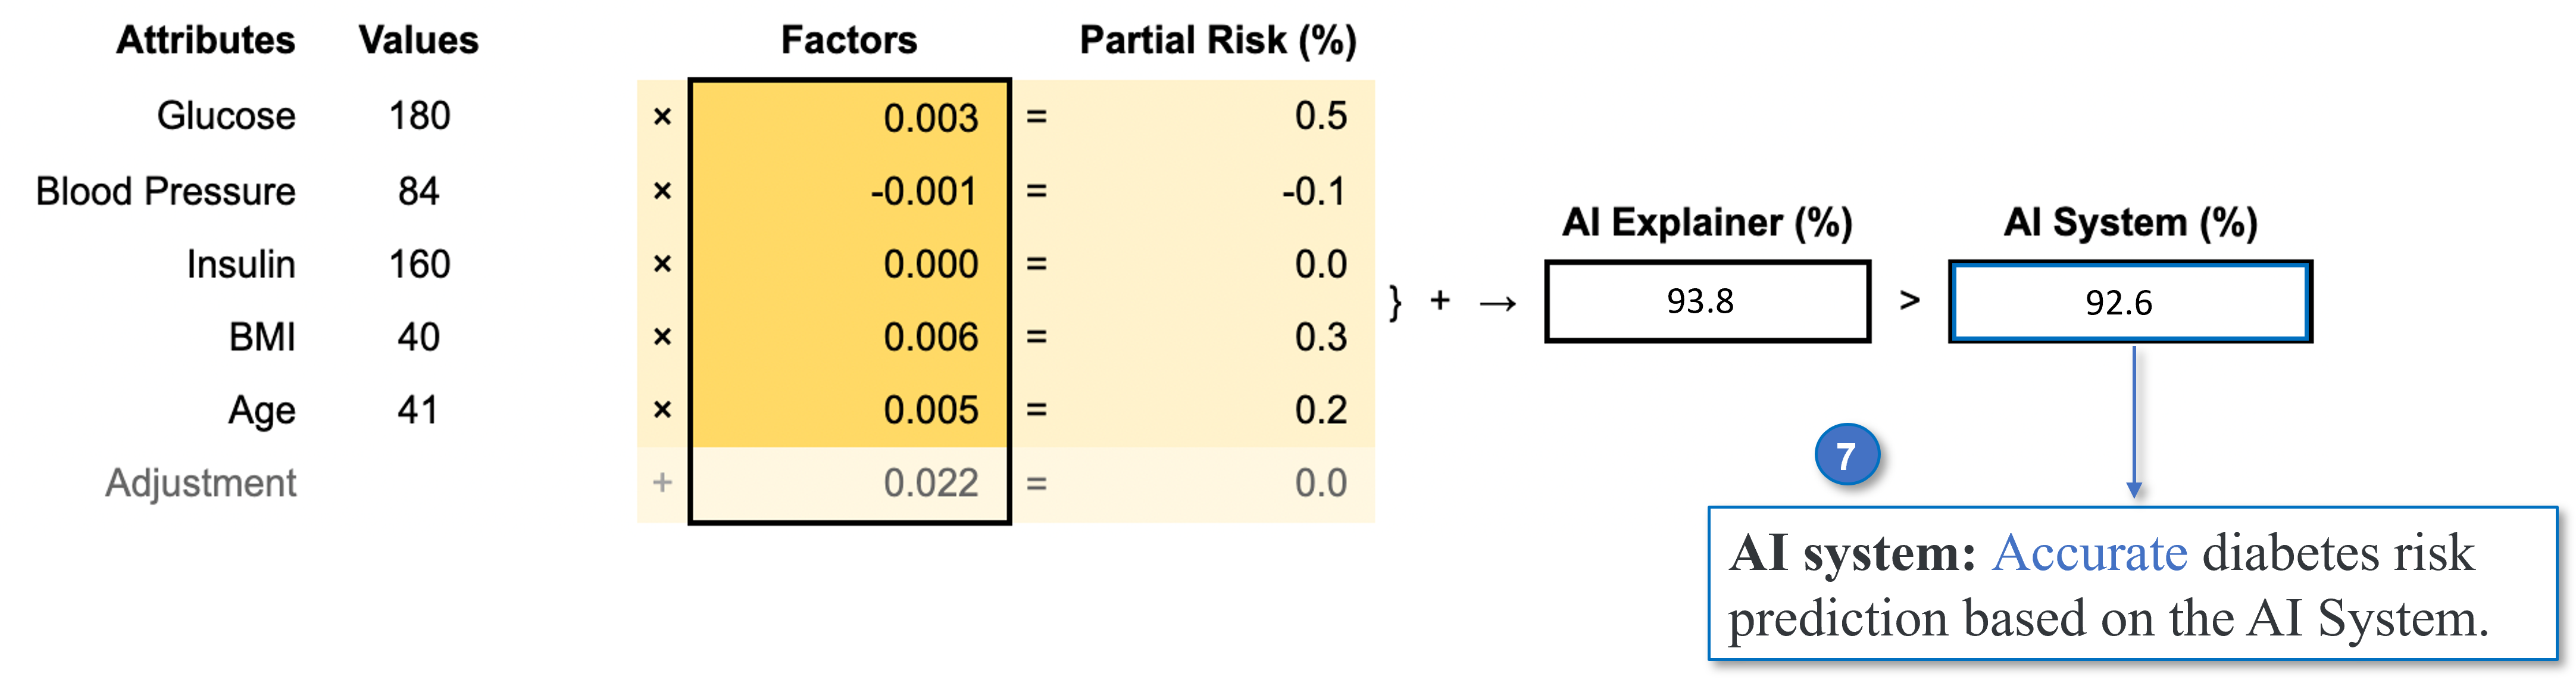 Attributes Values Factors Partial Risk (%)
Glucose 180 × 0.003 = 0.5
Blood Pressure 84 × -0.001 = -0.1
Insulin 160 × 0.000 = 0.0
BMI 40 × 0.006 = 0.3
Age 41 × 0.005 = 0.2
Adjustment + 0.022 = 0.0
AI Explainer (%) AI System (%)
} + → 93.8 > 92.6
7
AI system: Accurate diabetes risk
prediction based on the AI System.